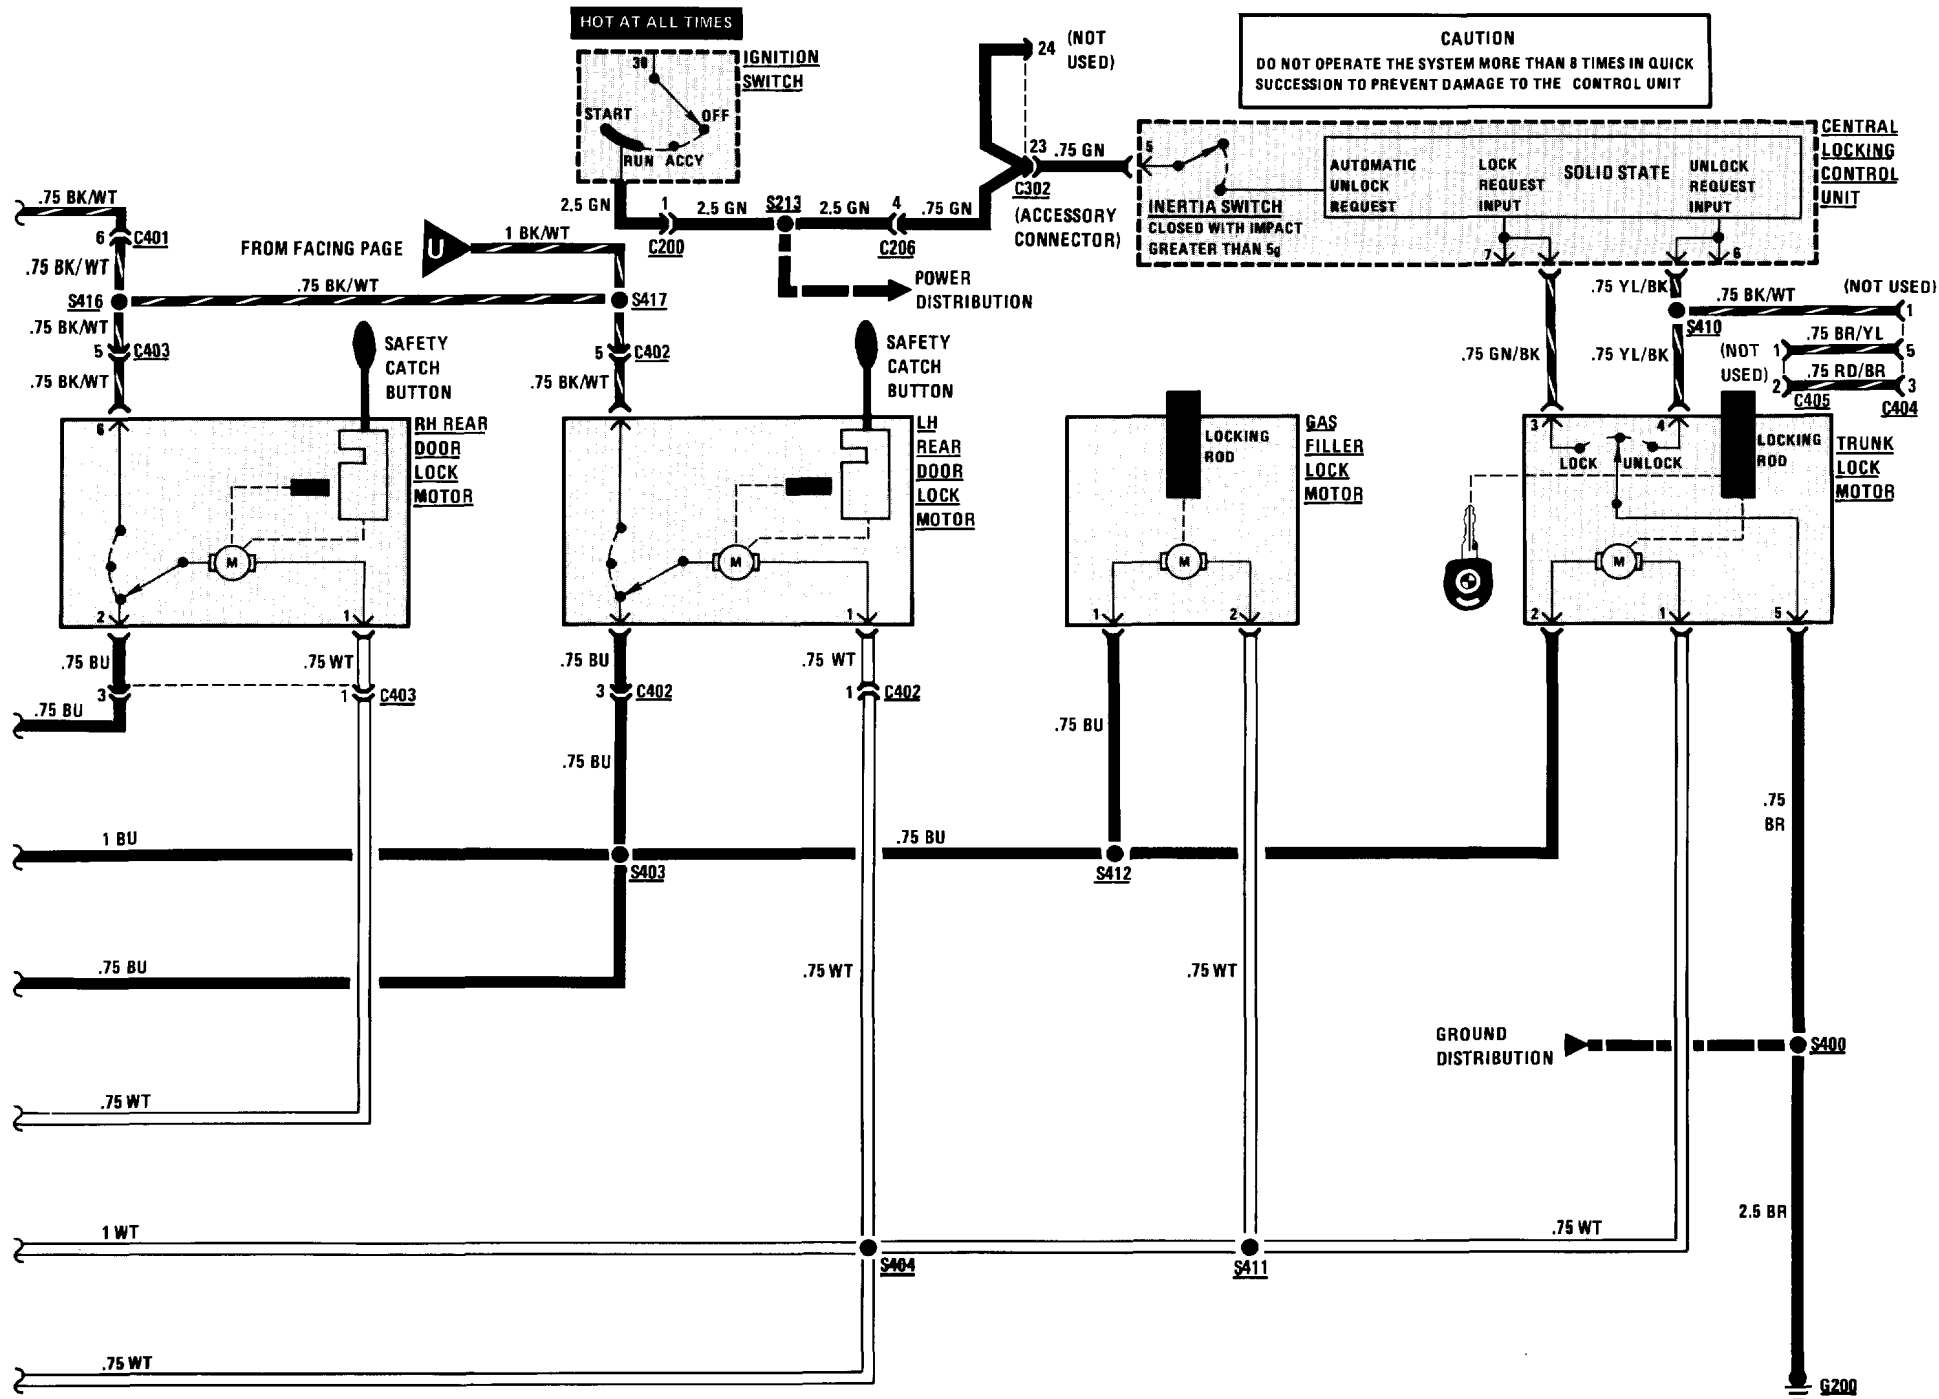 HOT AT ALL TIMES
30
IGNITION
SWITCH
START
OFF
RUN ACCY
24 (NOT
USED)
CAUTION
DO NOT OPERATE THE SYSTEM MORE THAN 8 TIMES IN QUICK
SUCCESSION TO PREVENT DAMAGE TO THE CONTROL UNIT
23 .75 GN
C302
(ACCESSORY
CONNECTOR)
5
AUTOMATIC
UNLOCK
REQUEST
LOCK
REQUEST
INPUT
SOLID STATE
UNLOCK
REQUEST
INPUT
INERTIA SWITCH
CLOSED WITH IMPACT
GREATER THAN 5g
7
6
CENTRAL
LOCKING
CONTROL
UNIT
2.5 GN
1
C200
2.5 GN
S213
2.5 GN
4
C206
.75 GN
POWER
DISTRIBUTION
.75 BK/WT
6 C401
.75 BK/WT
S416
.75 BK/WT
5 C403
.75 BK/WT
FROM FACING PAGE
U
1 BK/WT
.75 BK/WT
S417
5 C402
.75 BK/WT
SAFETY
CATCH
BUTTON
SAFETY
CATCH
BUTTON
.75 GN/BK
.75 YL/BK
S410
.75 YL/BK
.75 BK/WT
(NOT USED)
1
(NOT
USED)
1 .75 BR/YL 5
2 .75 RD/BR 3
C405
C404
6
M
2
1
RH REAR
DOOR
LOCK
MOTOR
M
1
LH
REAR
DOOR
LOCK
MOTOR
LOCKING
ROD
M
1
2
GAS
FILLER
LOCK
MOTOR
3
4
LOCK
UNLOCK
LOCKING
ROD
M
2
1
5
TRUNK
LOCK
MOTOR
.75 BU
3
.75 BU
.75 WT
1 C403
.75 BU
3 C402
.75 BU
.75 WT
1 C402
.75 BU
.75
BR
1 BU
S403
.75 BU
S412
.75 BU
.75 WT
.75 WT
GROUND
DISTRIBUTION
S400
.75 WT
2.5 BR
1 WT
S404
S411
.75 WT
.75 WT
G200